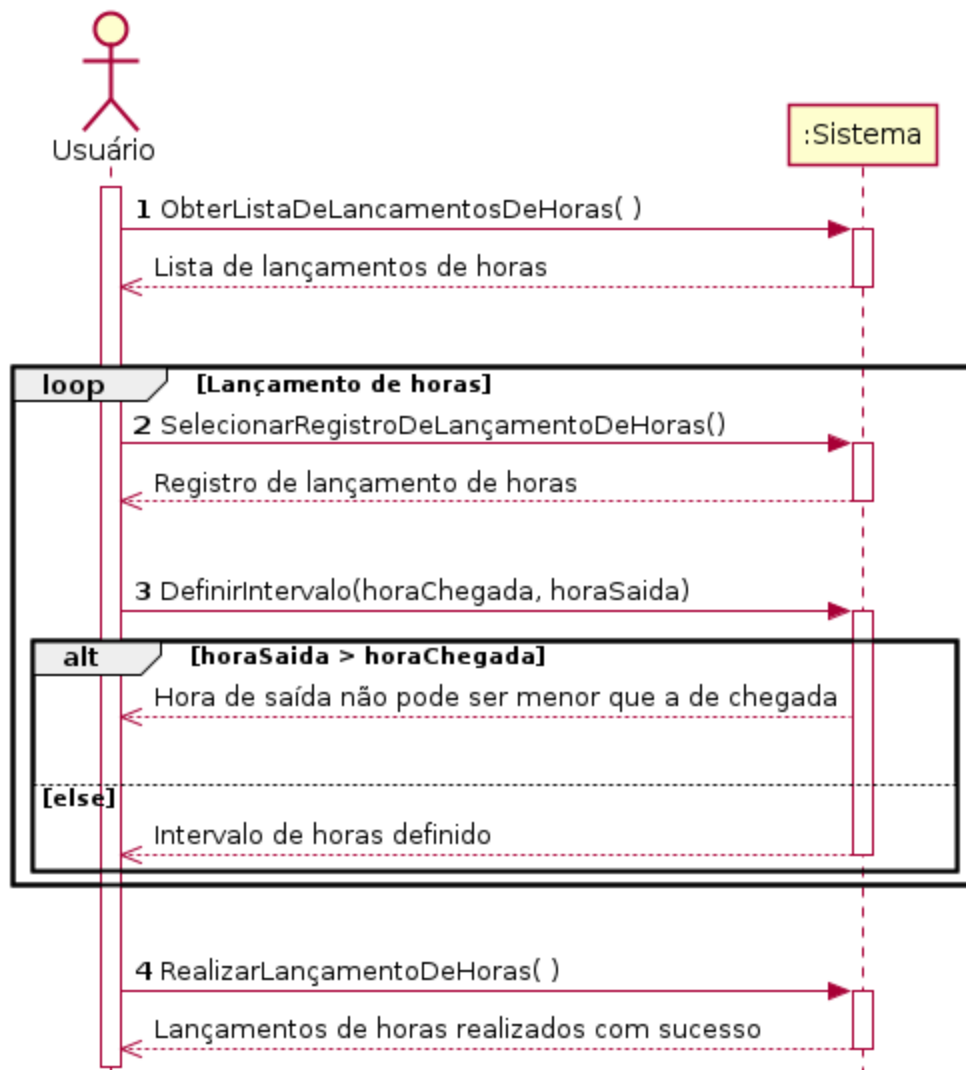 Usuário
:Sistema
1 ObterListaDeLancamentosDeHoras( )
Lista de lançamentos de horas
loop [Lançamento de horas]
2 SelecionarRegistroDeLançamentoDeHoras()
Registro de lançamento de horas
3 DefinirIntervalo(horaChegada, horaSaida)
alt [horaSaida > horaChegada]
Hora de saída não pode ser menor que a de chegada
[else]
Intervalo de horas definido
4 RealizarLançamentoDeHoras( )
Lançamentos de horas realizados com sucesso